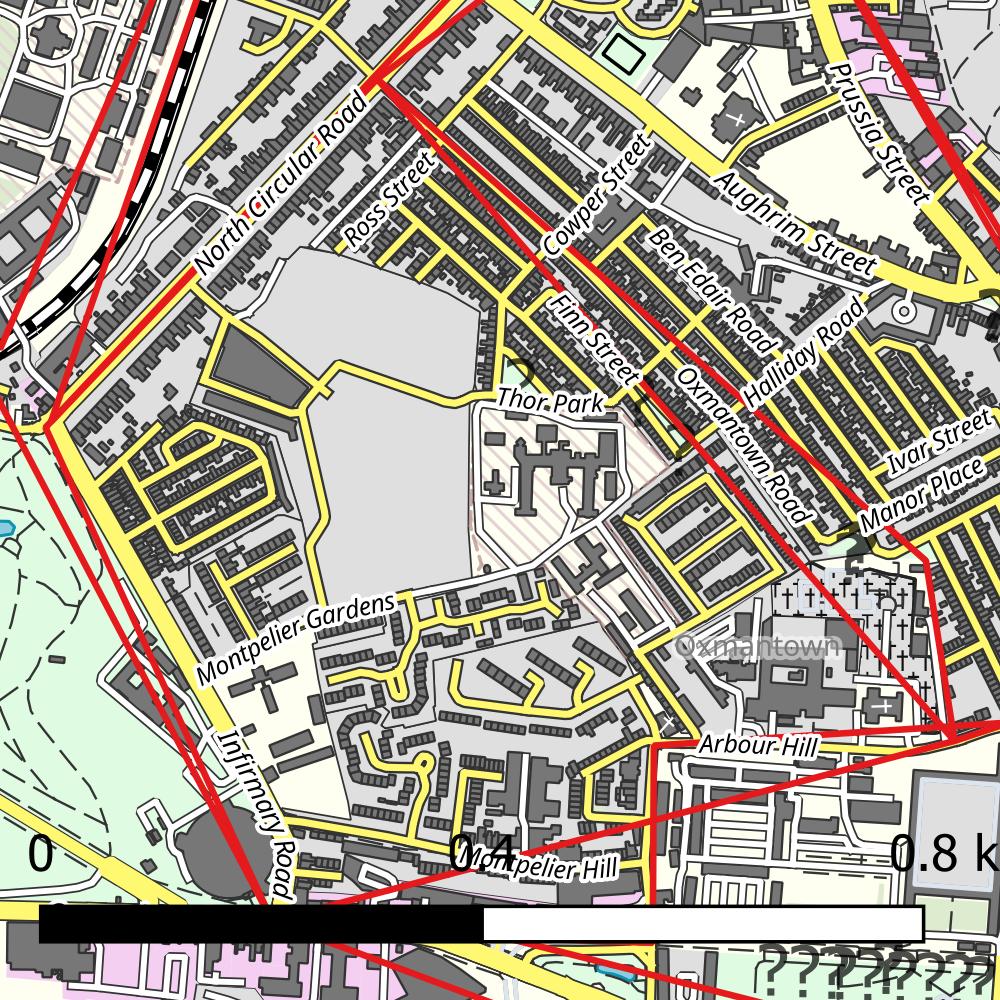 Prussia Street
North Circular Road
Ross Street
Cowper Street
Aughrim Street
Ben Edair Road
Finn Street
Halliday Road
Oxmantown Road
Thor Park
Ivar Street
Manor Place
?
Montpelier Gardens
Oxmantown
Infirmary Road
Arbour Hill
Montpelier Hill
0
0.4
0.8 k